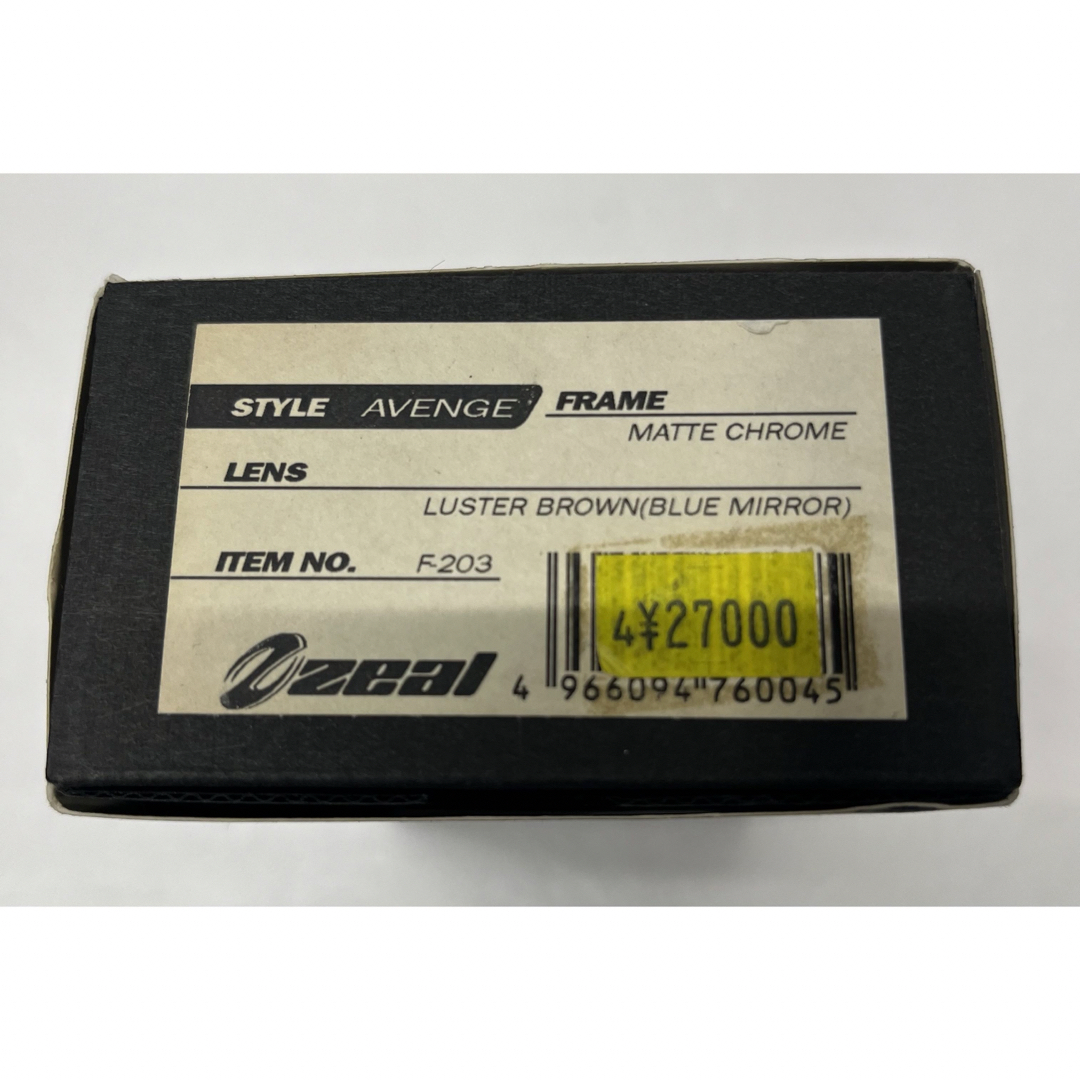 STYLE AVENGE
FRAME
MATTE CHROME
LENS
LUSTER BROWN(BLUE MIRROR)
ITEM NO. F-203
4¥27000
zeal
4 966094 760045